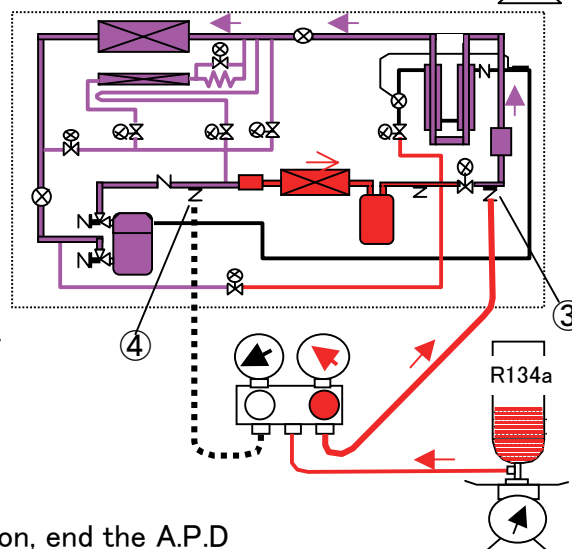 ③
④
R134a
on, end the A.P.D